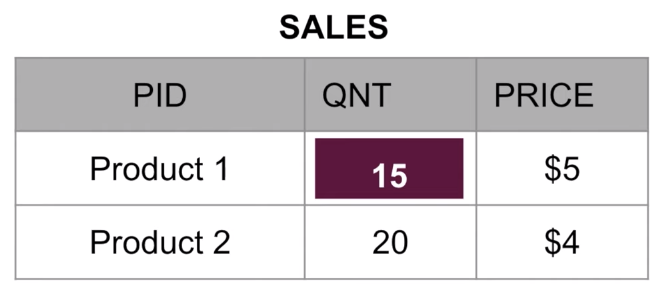 SALES
PID QNT PRICE
Product 1 15 $5
Product 2 20 $4